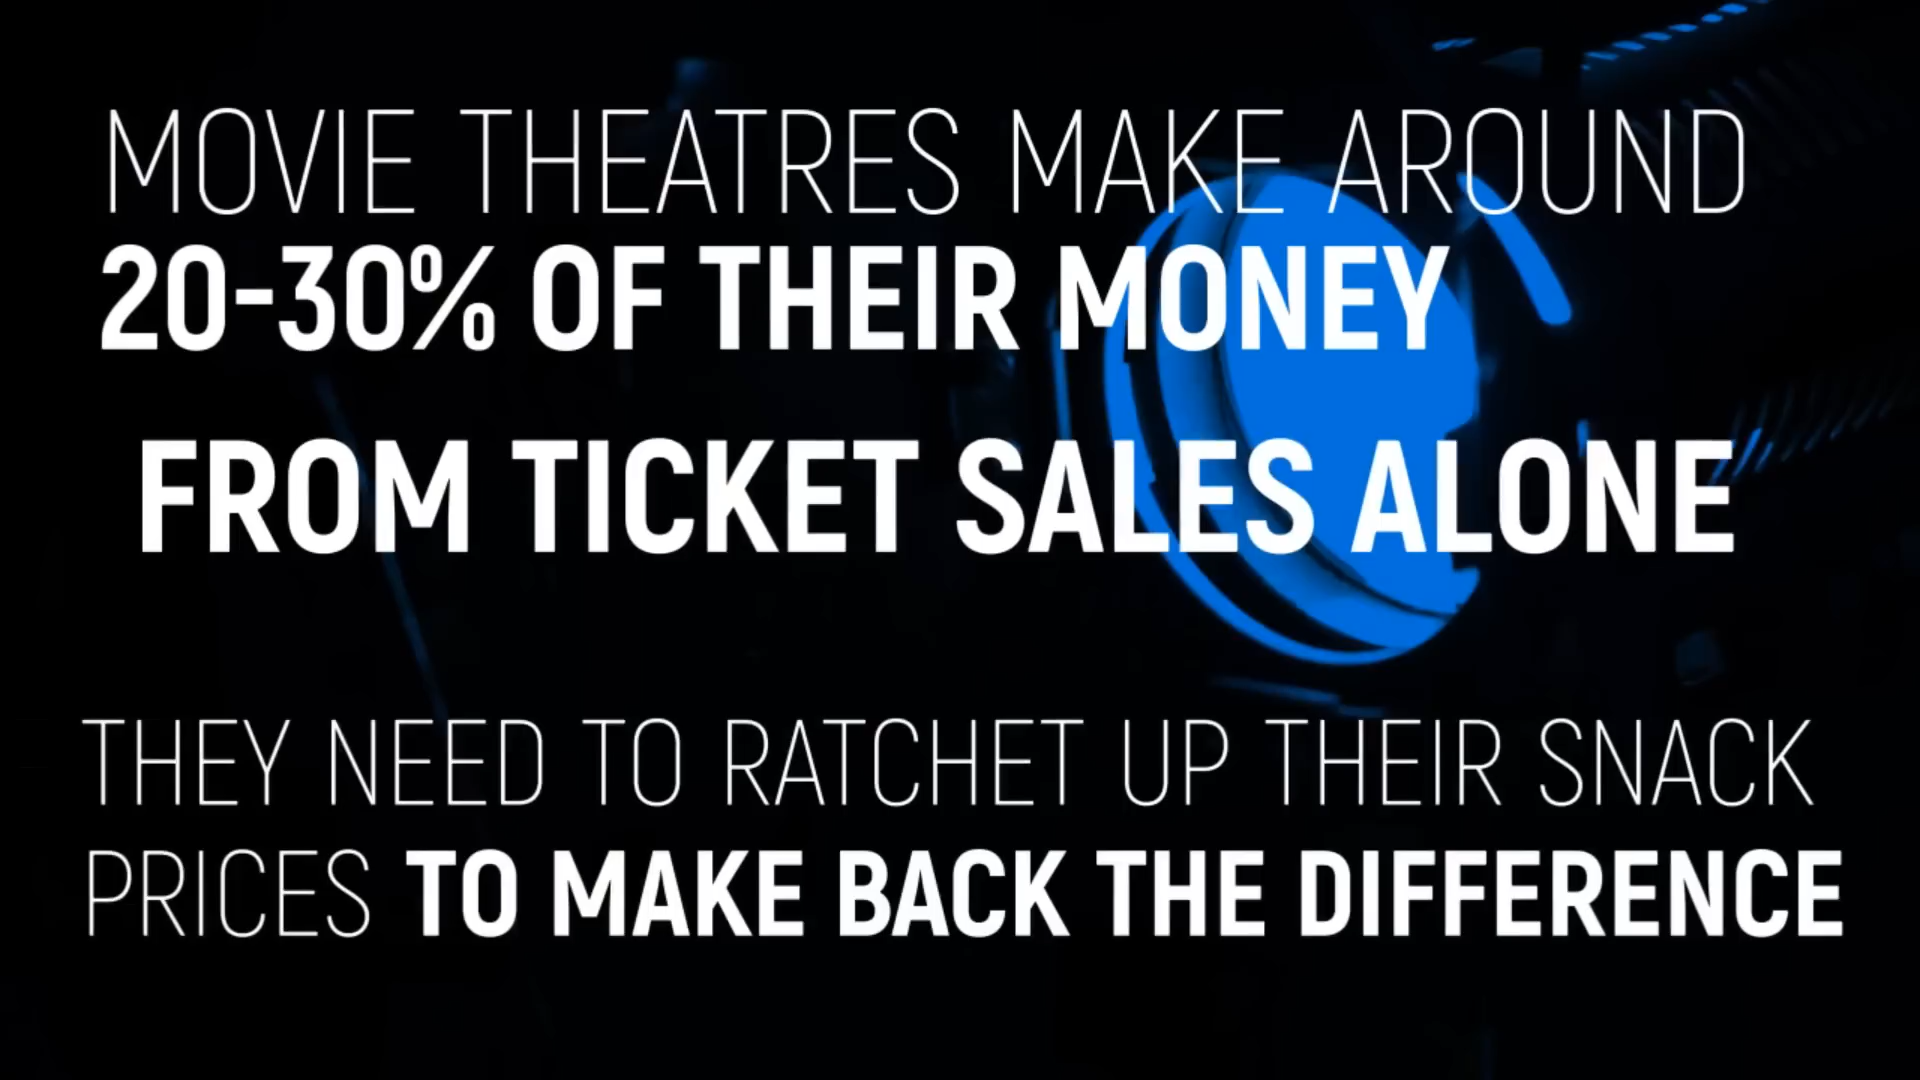 MOVIE THEATRES MAKE AROUND
20-30% OF THEIR MONEY
FROM TICKET SALES ALONE
THEY NEED TO RATCHET UP THEIR SNACK
PRICES TO MAKE BACK THE DIFFERENCE